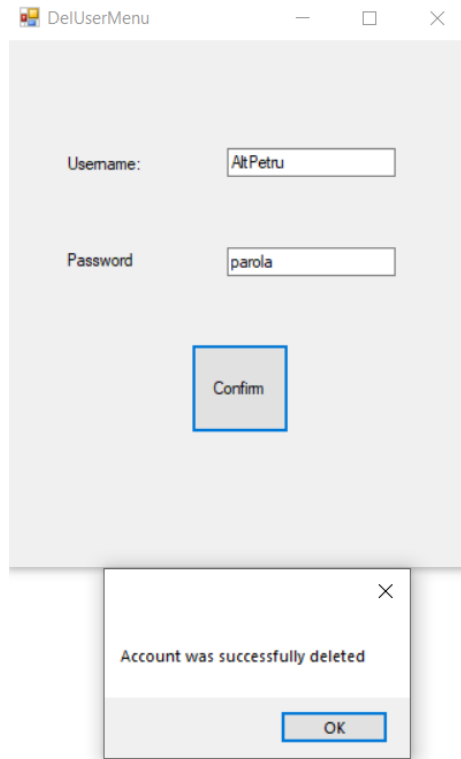 DelUserMenu
Username: AltPetru
Password parola
Confirm
Account was successfully deleted
OK